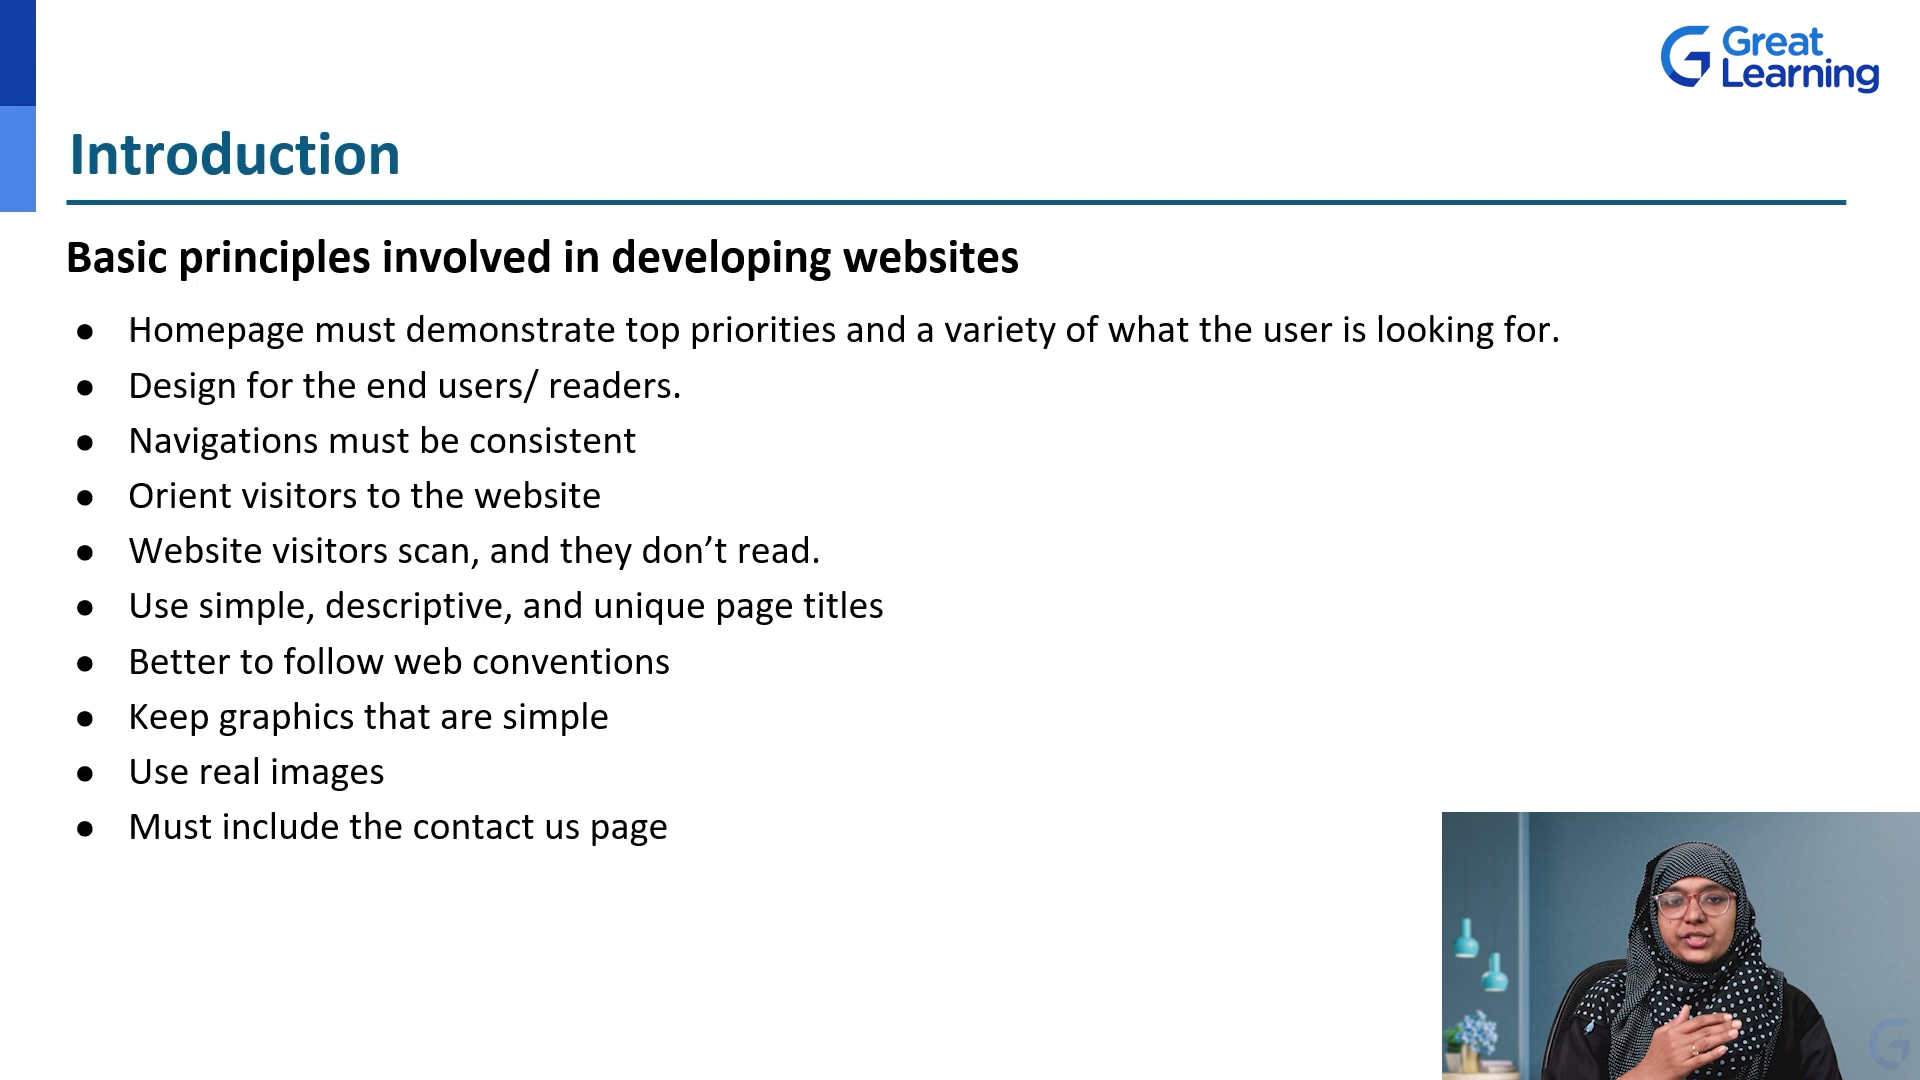 Great
Learning
Introduction
Basic principles involved in developing websites
● Homepage must demonstrate top priorities and a variety of what the user is looking for.
● Design for the end users/ readers.
● Navigations must be consistent
● Orient visitors to the website
● Website visitors scan, and they don’t read.
● Use simple, descriptive, and unique page titles
● Better to follow web conventions
● Keep graphics that are simple
● Use real images
● Must include the contact us page